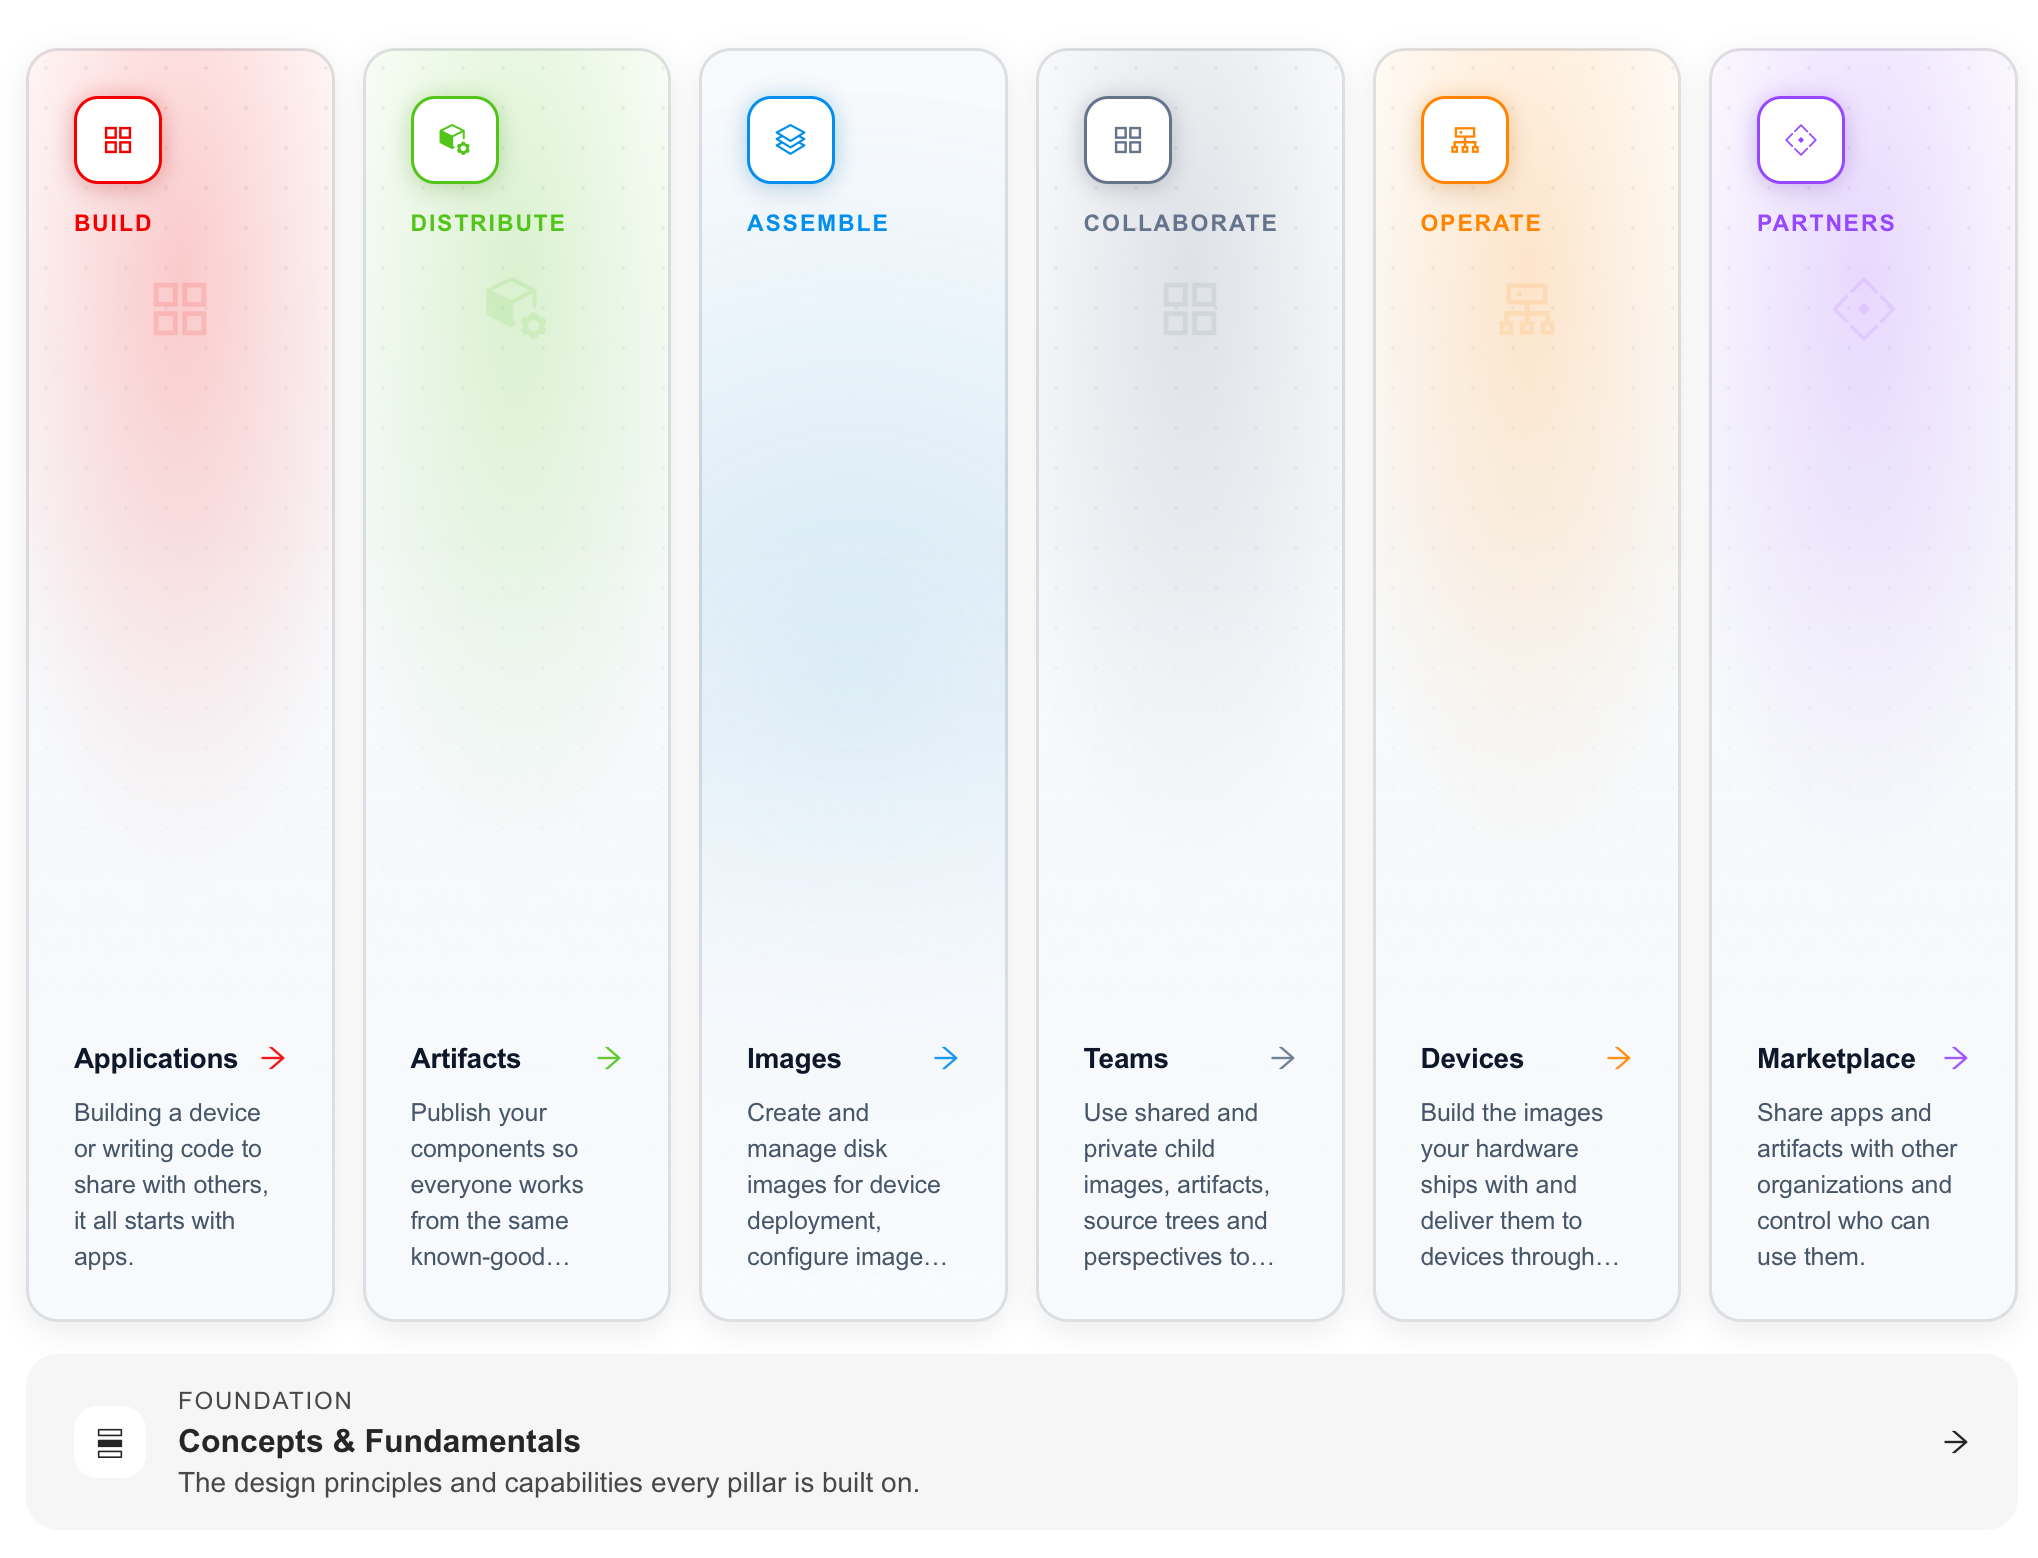 BUILD
Applications
Building a device
or writing code to
share with others,
it all starts with
apps.
DISTRIBUTE
Artifacts
Publish your
components so
everyone works
from the same
known-good…
ASSEMBLE
Images
Create and
manage disk
images for device
deployment,
configure image…
COLLABORATE
Teams
Use shared and
private child
images, artifacts,
source trees and
perspectives to…
OPERATE
Devices
Build the images
your hardware
ships with and
deliver them to
devices through…
PARTNERS
Marketplace
Share apps and
artifacts with other
organizations and
control who can
use them.
FOUNDATION
Concepts & Fundamentals
The design principles and capabilities every pillar is built on.